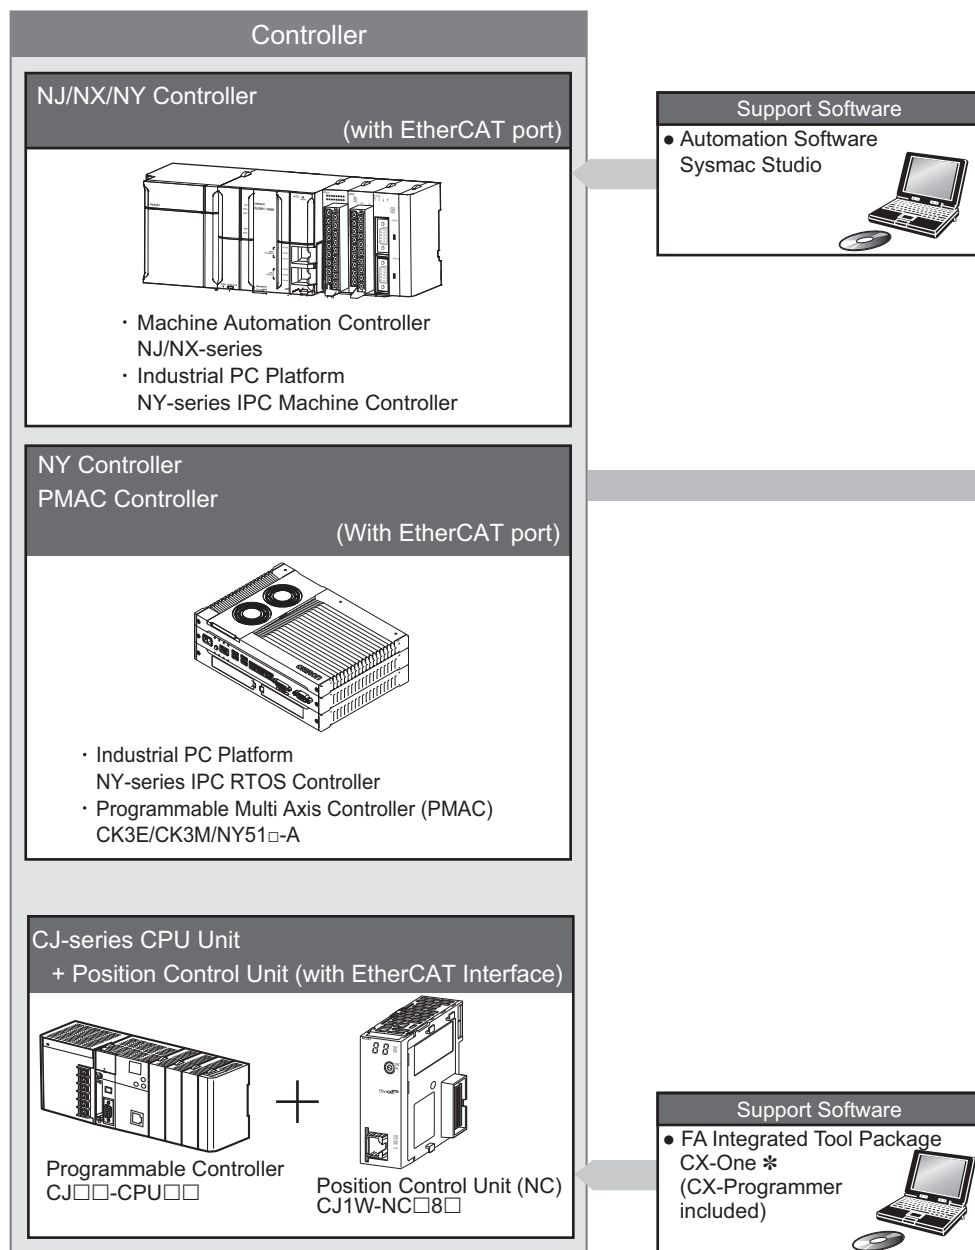 Controller
NJ/NX/NY Controller
(with EtherCAT port)
・ Machine Automation Controller
NJ/NX-series
・ Industrial PC Platform
NY-series IPC Machine Controller
Support Software
● Automation Software
Sysmac Studio
NY Controller
PMAC Controller
(With EtherCAT port)
・ Industrial PC Platform
NY-series IPC RTOS Controller
・ Programmable Multi Axis Controller (PMAC)
CK3E/CK3M/NY51□-A
CJ-series CPU Unit
+ Position Control Unit (with EtherCAT Interface)
Programmable Controller
CJ□□-CPU□□
Position Control Unit (NC)
CJ1W-NC□8□
Support Software
● FA Integrated Tool Package
CX-One ✻
(CX-Programmer
included)